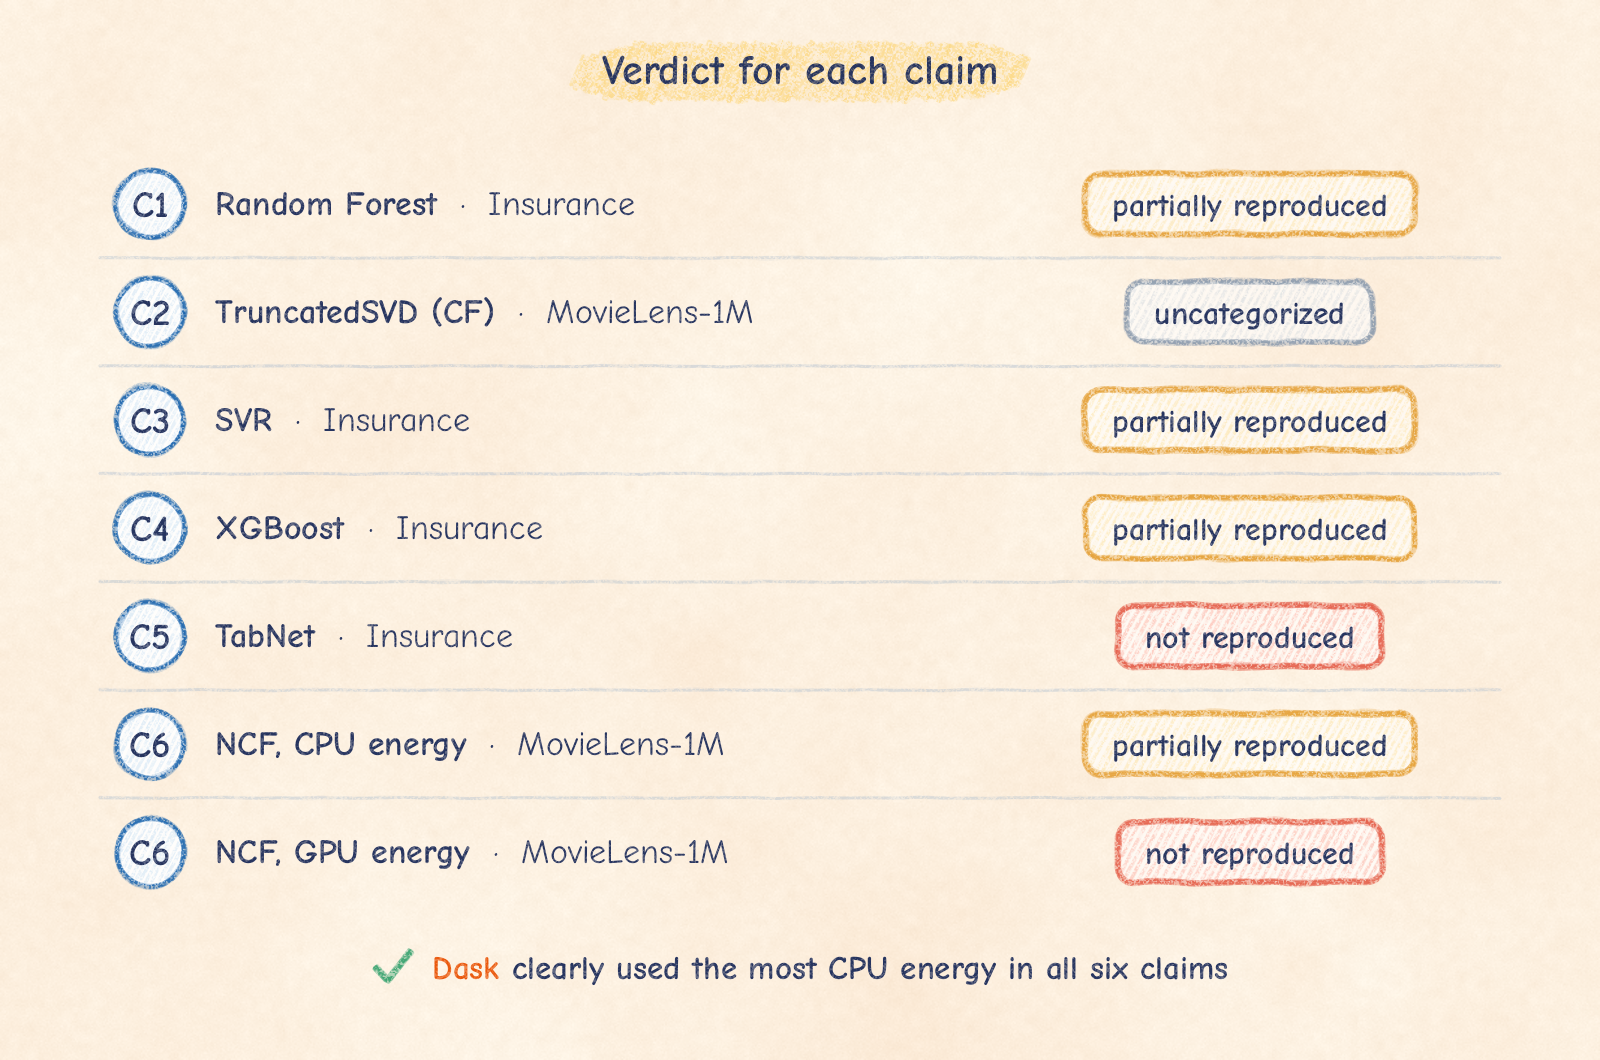 Verdict for each claim
C1 Random Forest · Insurance partially reproduced
C2 TruncatedSVD (CF) · MovieLens-1M uncategorized
C3 SVR · Insurance partially reproduced
C4 XGBoost · Insurance partially reproduced
C5 TabNet · Insurance not reproduced
C6 NCF, CPU energy · MovieLens-1M partially reproduced
C6 NCF, GPU energy · MovieLens-1M not reproduced
Dask clearly used the most CPU energy in all six claims